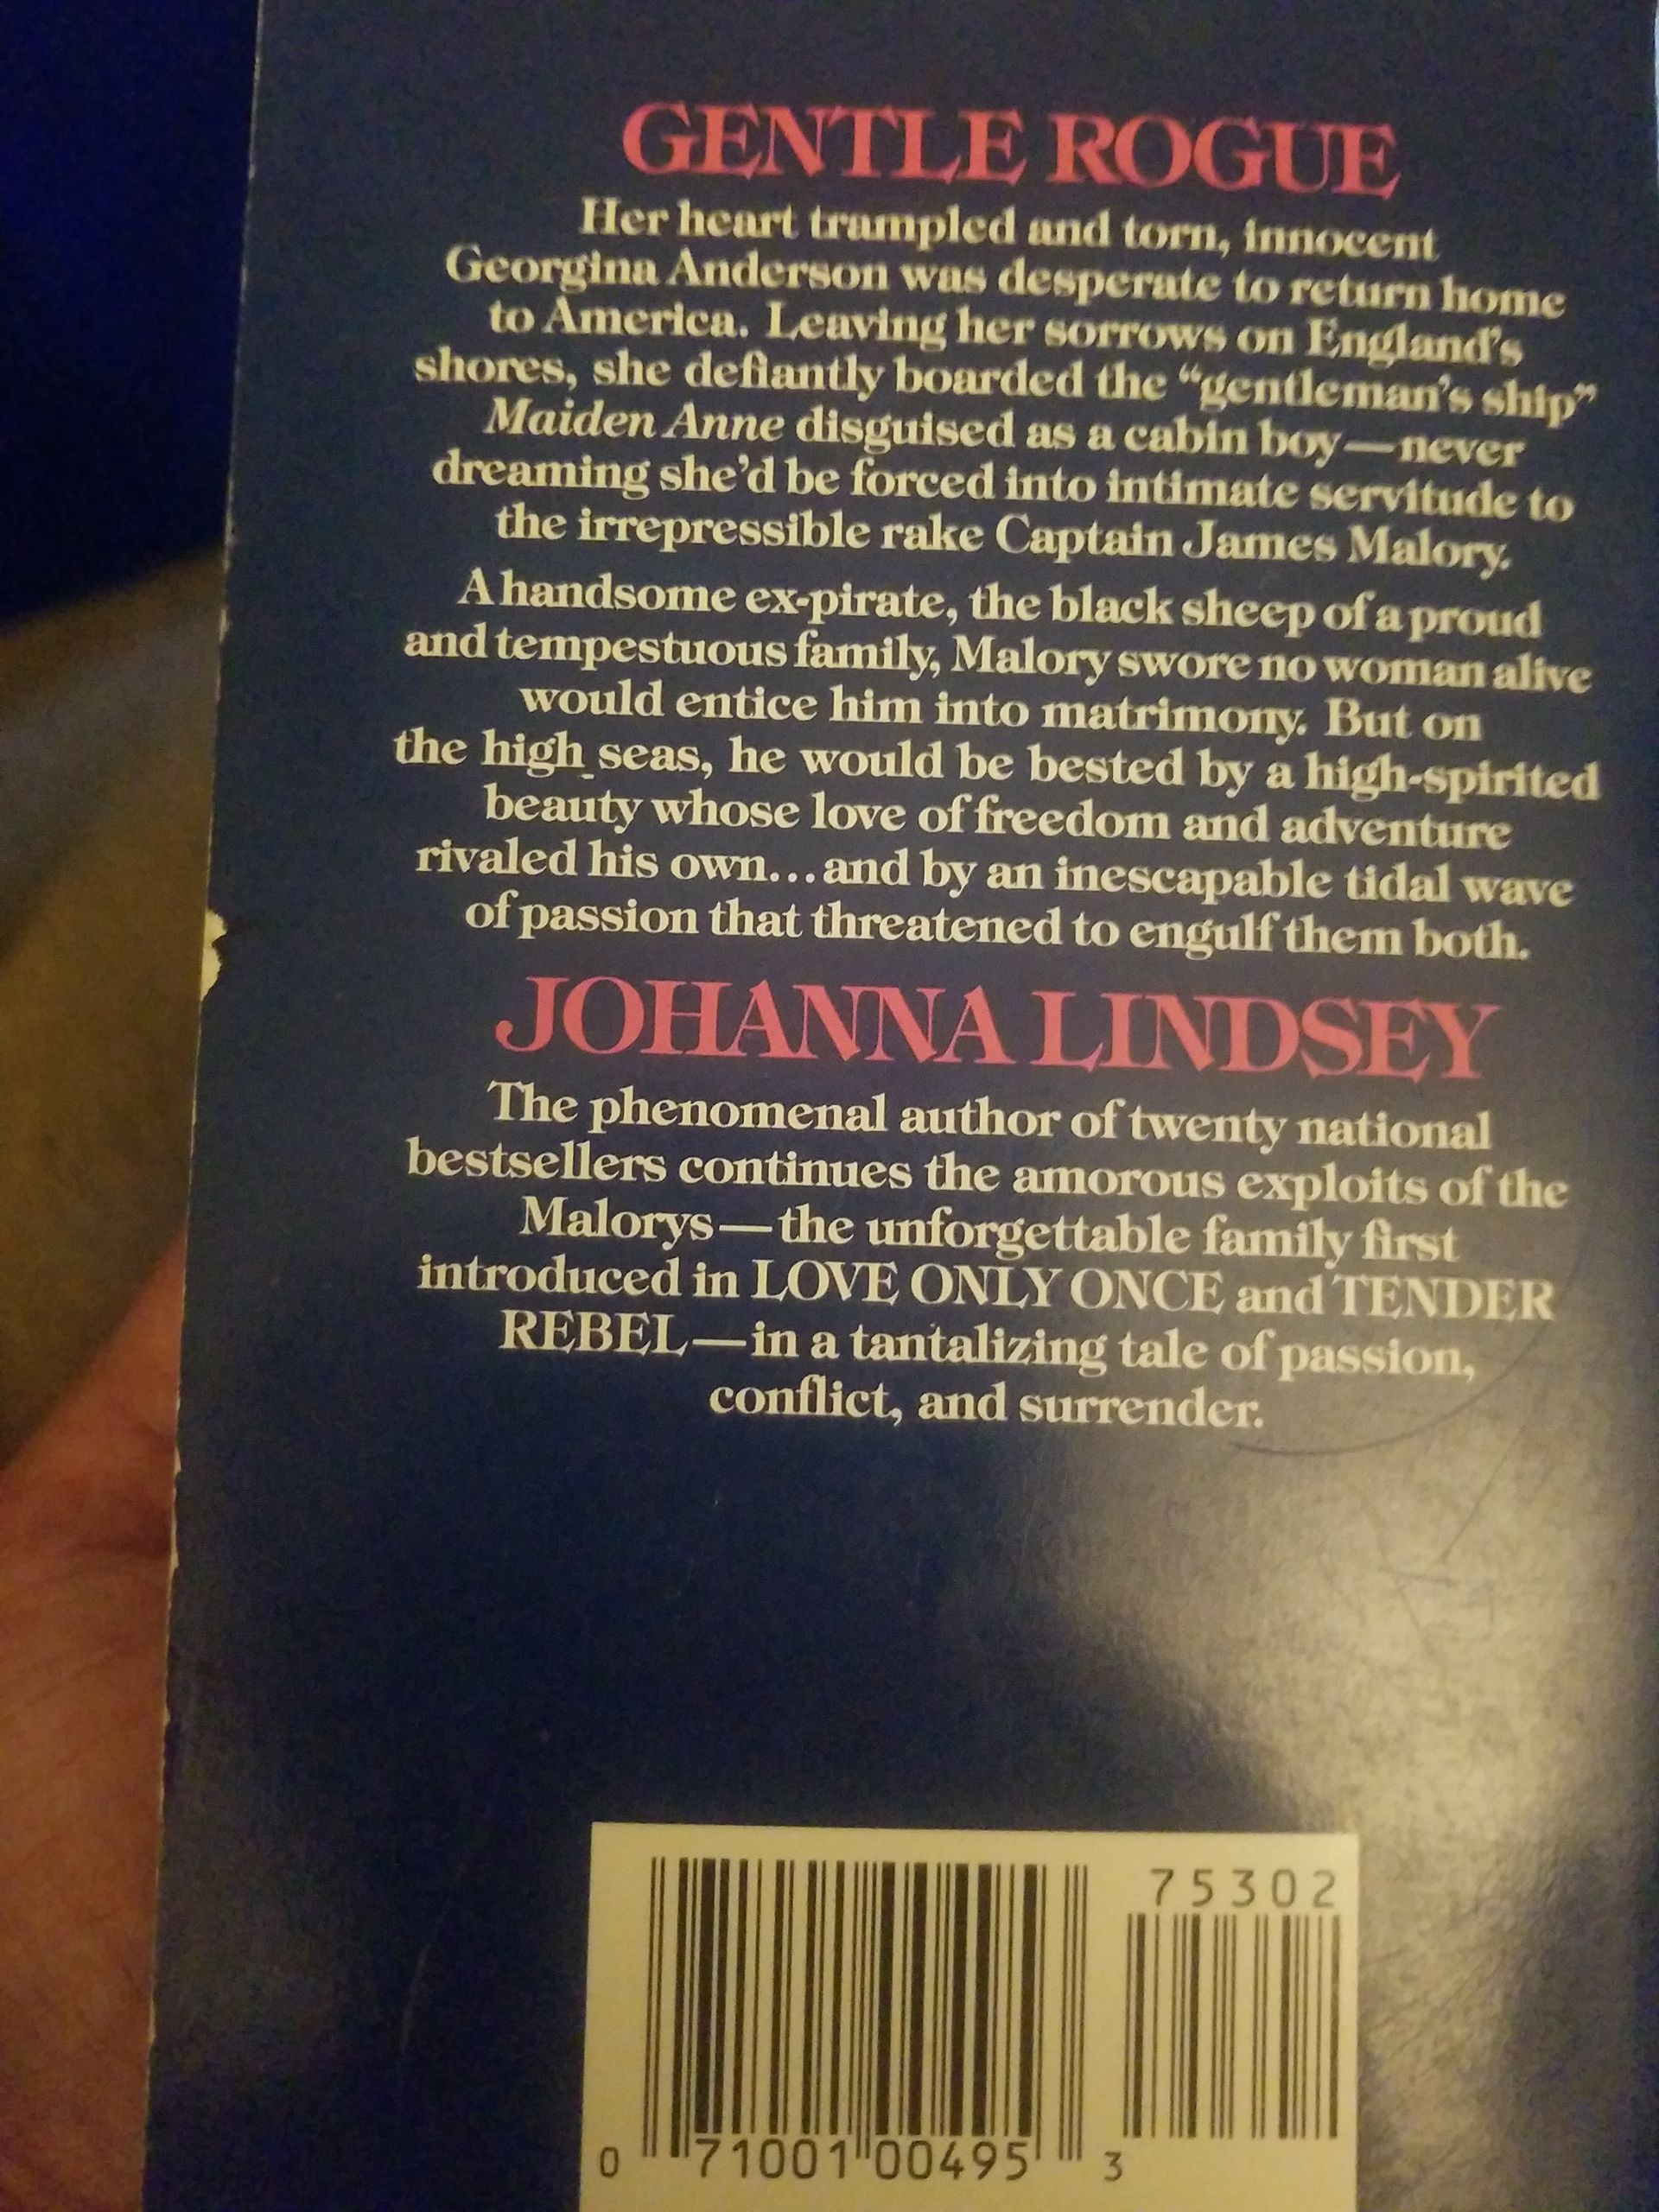 GENTLE ROGUE
Her heart trampled and torn, innocent
Georgina Anderson was desperate to return home
to America. Leaving her sorrows on England's
shores, she defiantly boarded the “gentleman's ship”
Maiden Anne disguised as a cabin boy—never
dreaming she'd be forced into intimate servitude to
the irrepressible rake Captain James Malory.
A handsome ex-pirate, the black sheep of a proud
and tempestuous family, Malory swore no woman alive
would entice him into matrimony. But on
the high seas, he would be bested by a high-spirited
beauty whose love of freedom and adventure
rivaled his own...and by an inescapable tidal wave
of passion that threatened to engulf them both.
JOHANNA LINDSEY
The phenomenal author of twenty national
bestsellers continues the amorous exploits of the
Malorys—the unforgettable family first
introduced in LOVE ONLY ONCE and TENDER
REBEL—in a tantalizing tale of passion,
conflict, and surrender.
75302
0 71001 00495 3